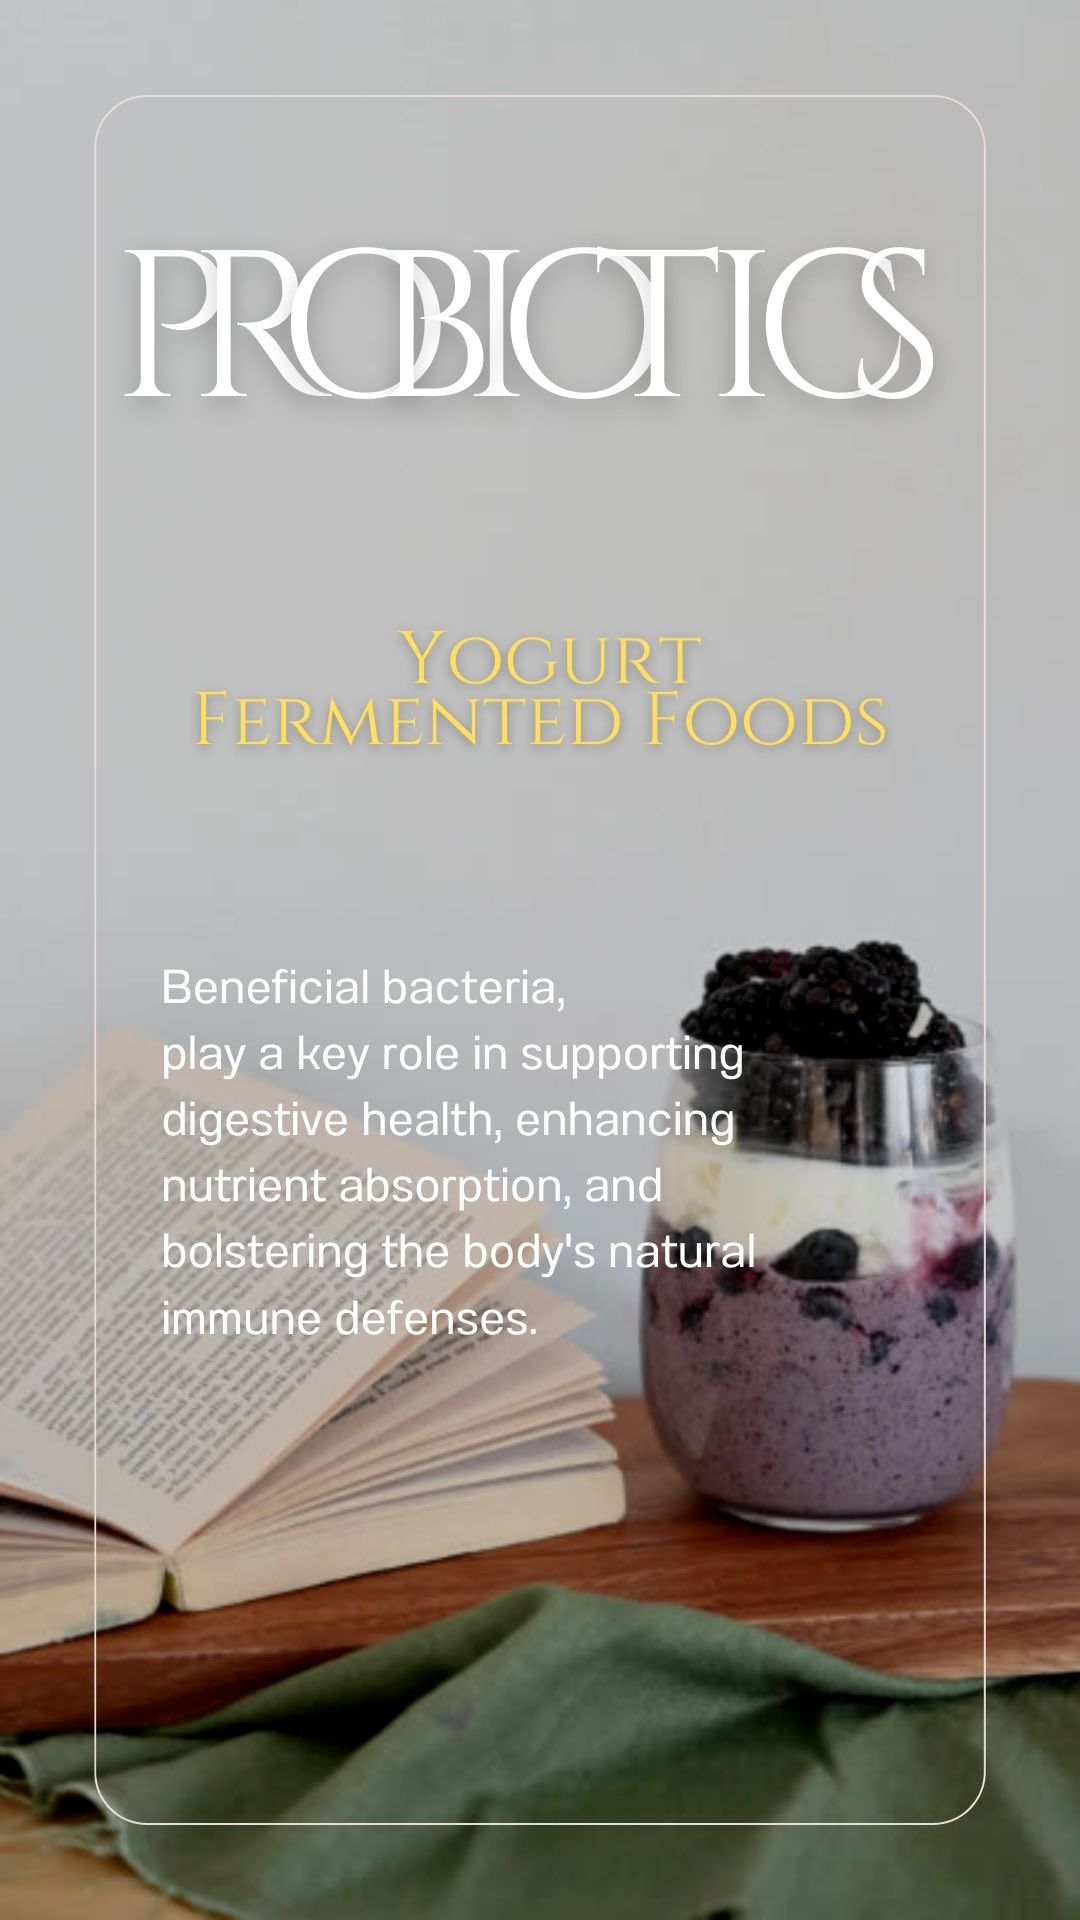 PROBIOTICS
Yogurt
Fermented Foods
Beneficial bacteria,
play a key role in supporting
digestive health, enhancing
nutrient absorption, and
bolstering the body's natural
immune defenses.